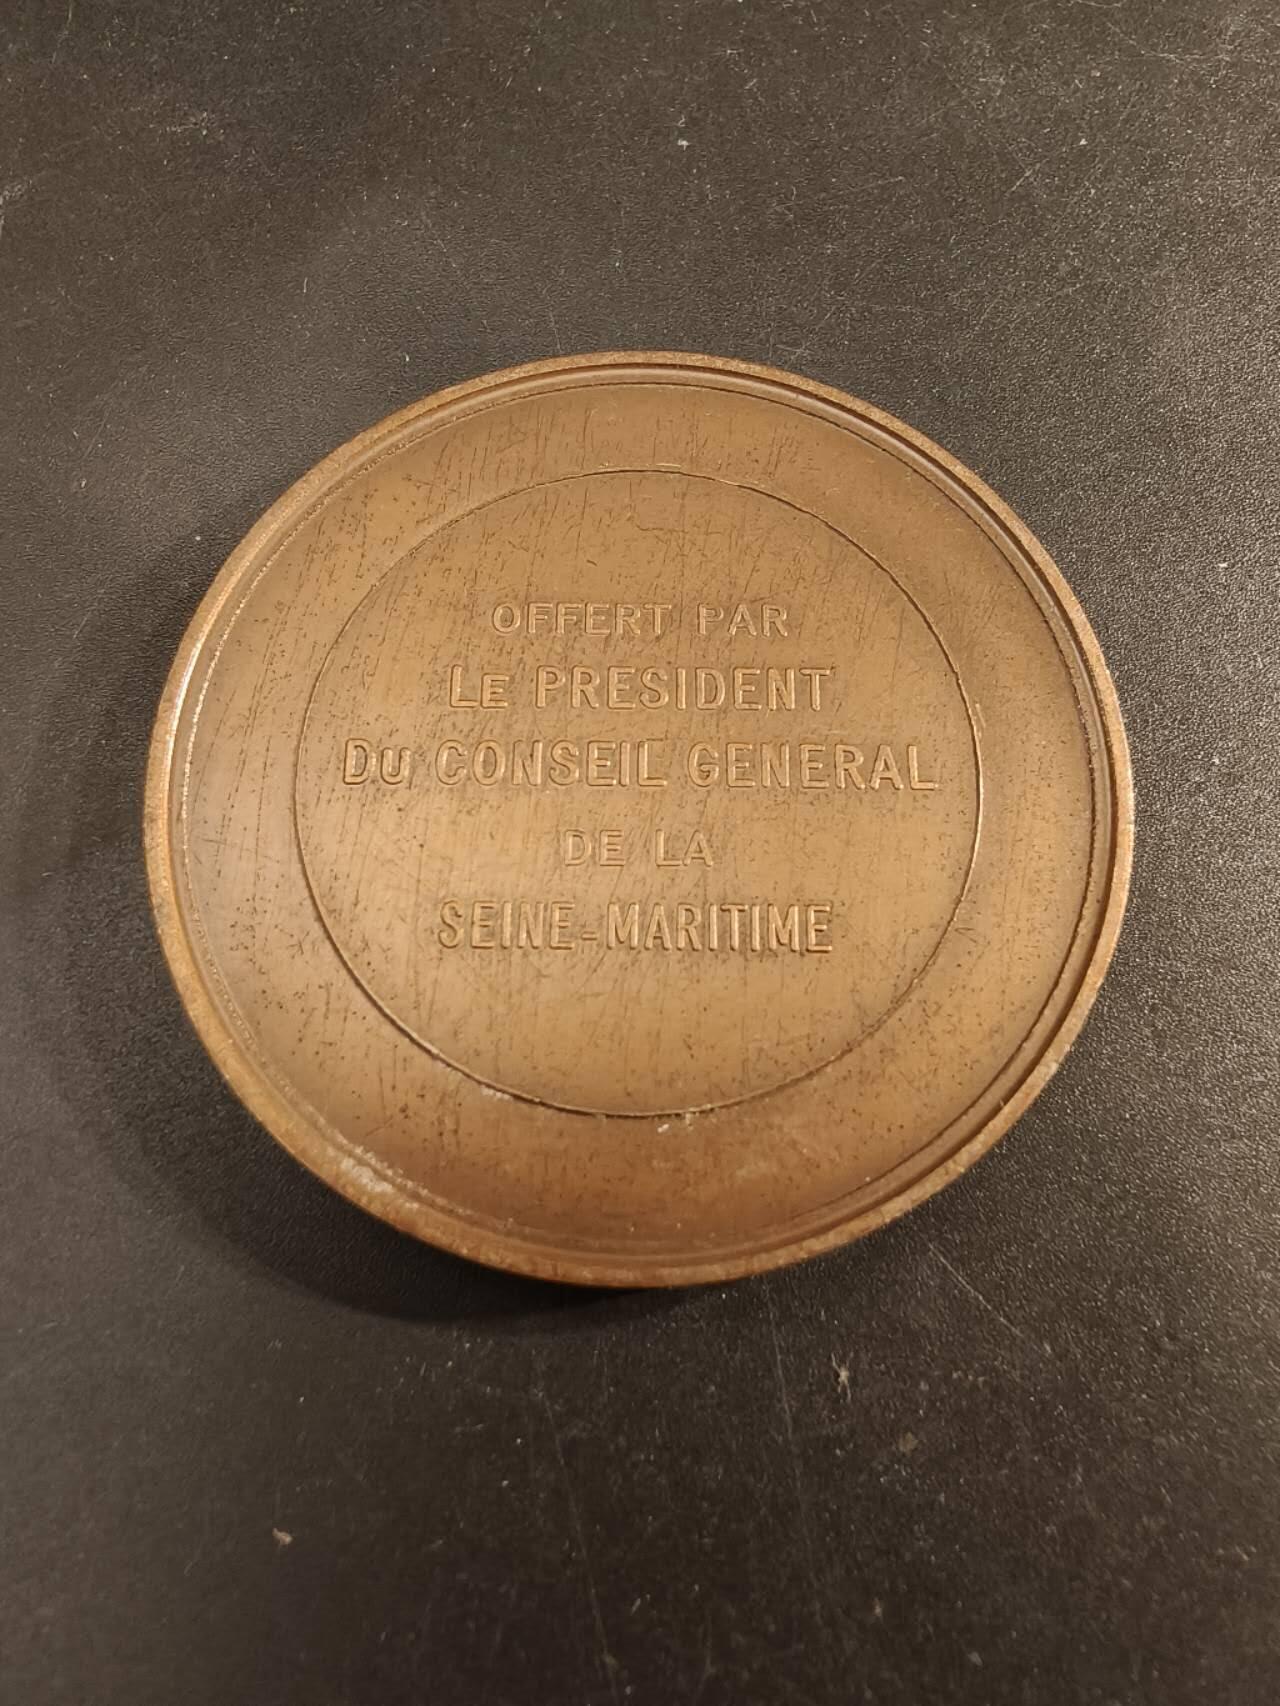 OFFERT PAR
LE PRESIDENT
DU CONSEIL GENERAL
DE LA
SEINE-MARITIME